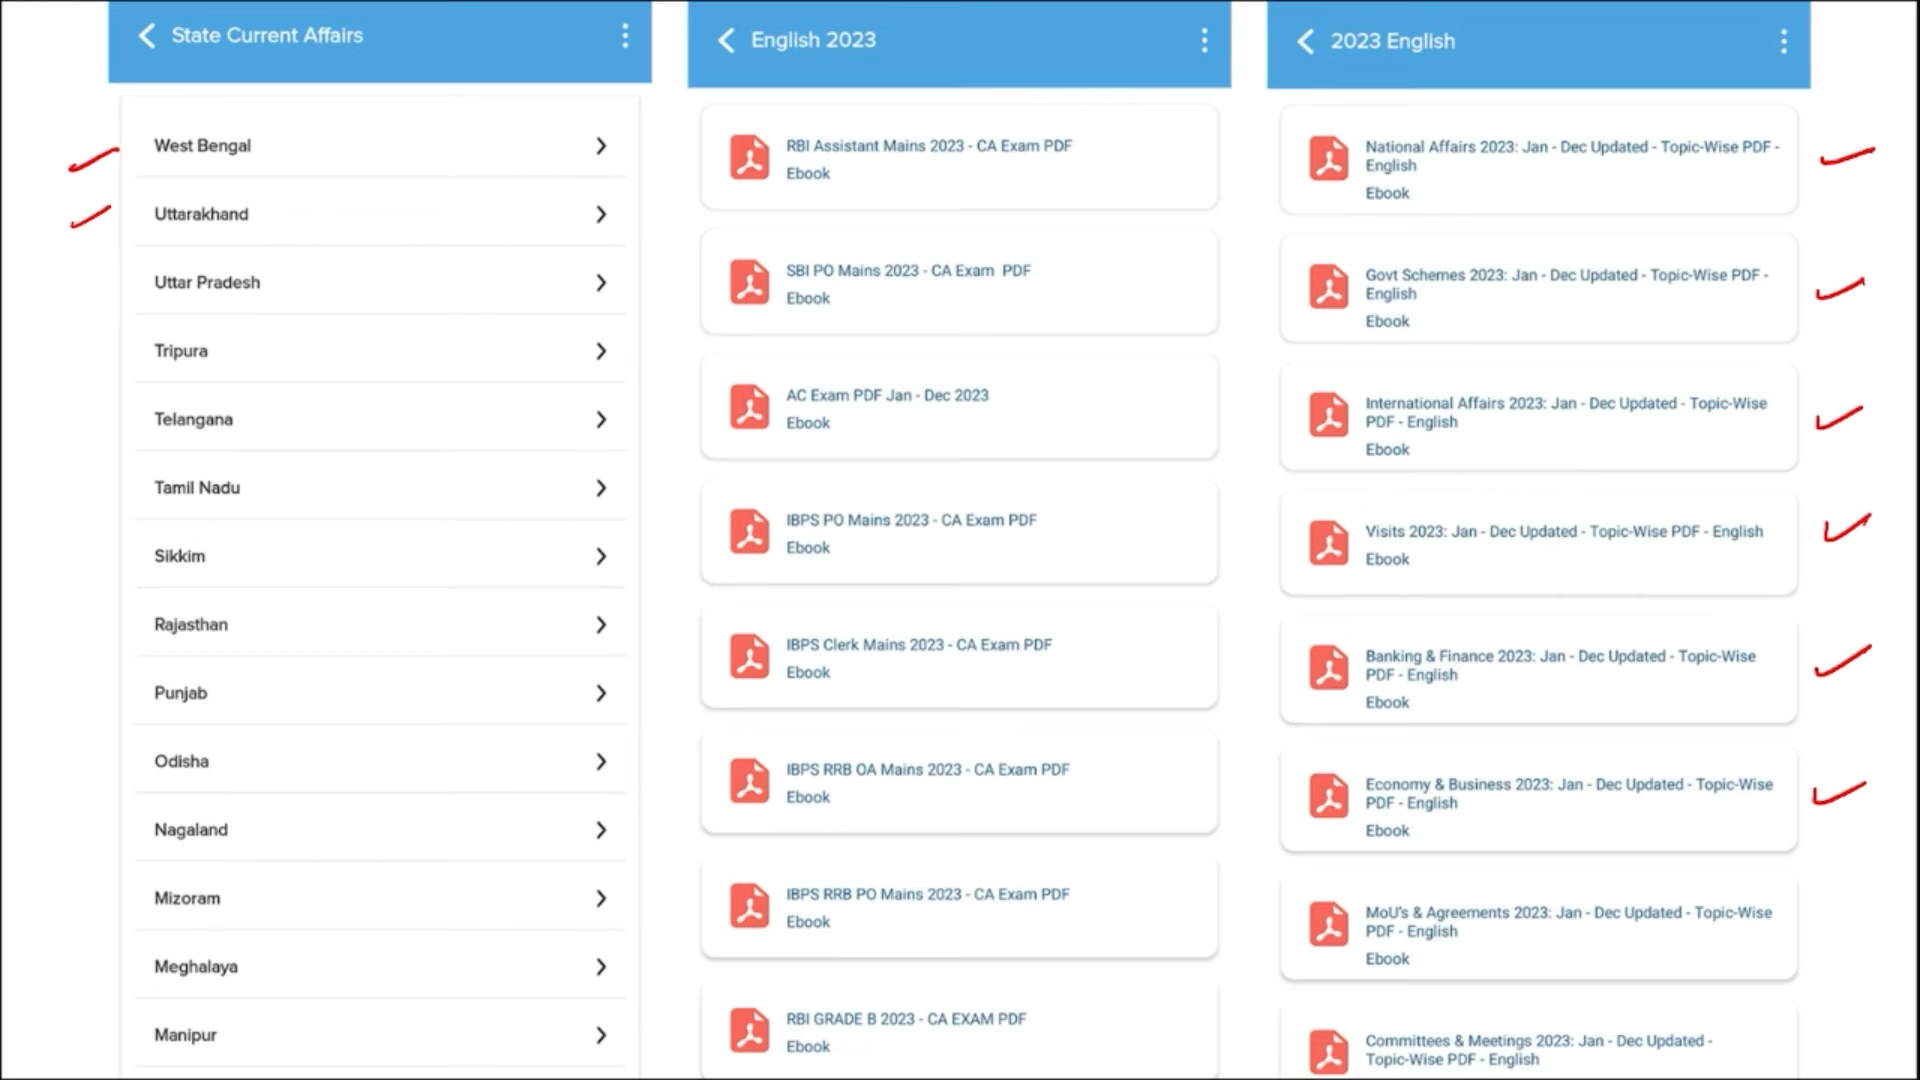 State Current Affairs
West Bengal
Uttarakhand
Uttar Pradesh
Tripura
Telangana
Tamil Nadu
Sikkim
Rajasthan
Punjab
Odisha
Nagaland
Mizoram
Meghalaya
Manipur
English 2023
RBI Assistant Mains 2023 - CA Exam PDF
Ebook
SBI PO Mains 2023 - CA Exam PDF
Ebook
AC Exam PDF Jan - Dec 2023
Ebook
IBPS PO Mains 2023 - CA Exam PDF
Ebook
IBPS Clerk Mains 2023 - CA Exam PDF
Ebook
IBPS RRB OA Mains 2023 - CA Exam PDF
Ebook
IBPS RRB PO Mains 2023 - CA Exam PDF
Ebook
RBI GRADE B 2023 - CA EXAM PDF
Ebook
2023 English
National Affairs 2023: Jan - Dec Updated - Topic-Wise PDF -
English
Ebook
Govt Schemes 2023: Jan - Dec Updated - Topic-Wise PDF -
English
Ebook
International Affairs 2023: Jan - Dec Updated - Topic-Wise
PDF - English
Ebook
Visits 2023: Jan - Dec Updated - Topic-Wise PDF - English
Ebook
Banking & Finance 2023: Jan - Dec Updated - Topic-Wise
PDF - English
Ebook
Economy & Business 2023: Jan - Dec Updated - Topic-Wise
PDF - English
Ebook
MoU's & Agreements 2023: Jan - Dec Updated - Topic-Wise
PDF - English
Ebook
Committees & Meetings 2023: Jan - Dec Updated -
Topic-Wise PDF - English